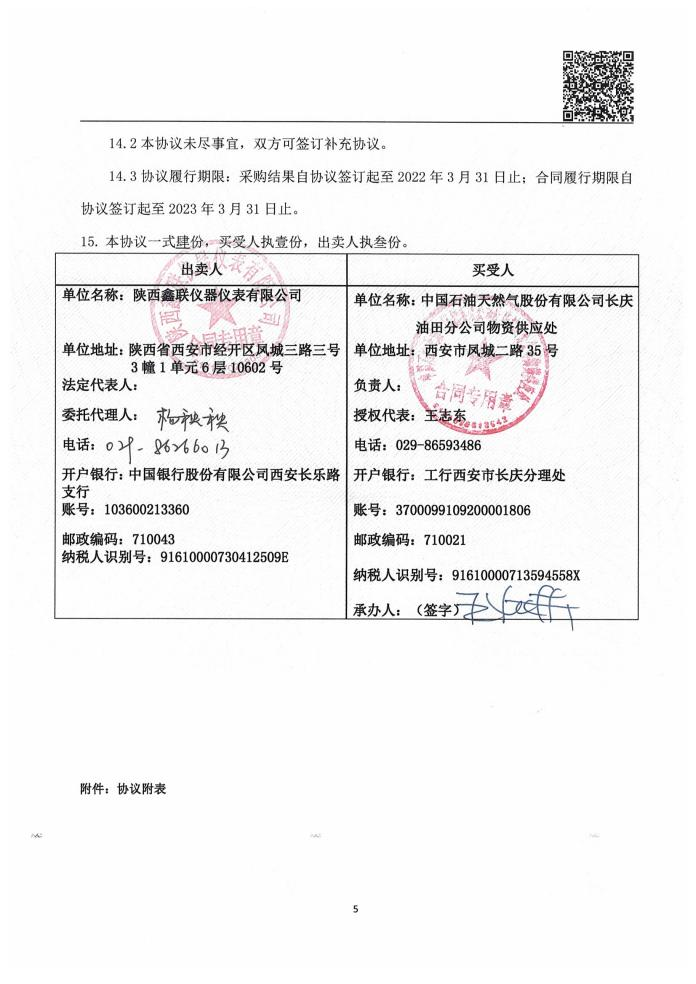 14.2 本协议未尽事宜，双方可签订补充协议。
14.3 协议履行期限：采购结果自协议签订起至 2022 年 3 月 31 日止；合同履行期限自
协议签订起至 2023 年 3 月 31 日止。
15. 本协议一式肆份，买受人执壹份，出卖人执叁份。
出卖人
单位名称：陕西鑫联仪器仪表有限公司
单位地址：陕西省西安市经开区凤城三路三号
3 幢 1 单元 6 层 10602 号
法定代表人：
委托代理人：
电话：029-86266013
开户银行：中国银行股份有限公司西安长乐路
支行
账号：103600213360
邮政编码：710043
纳税人识别号：91610000730412509E
合同专用章
买受人
单位名称：中国石油天然气股份有限公司长庆
油田分公司物资供应处
单位地址：西安市凤城二路 35 号
负责人：
授权代表：王志东
电话：029-86593486
开户银行：工行西安市长庆分理处
账号：3700099109200001806
邮政编码：710021
纳税人识别号：91610000713594558X
承办人：（签字）
合同专用章
附件：协议附表
5